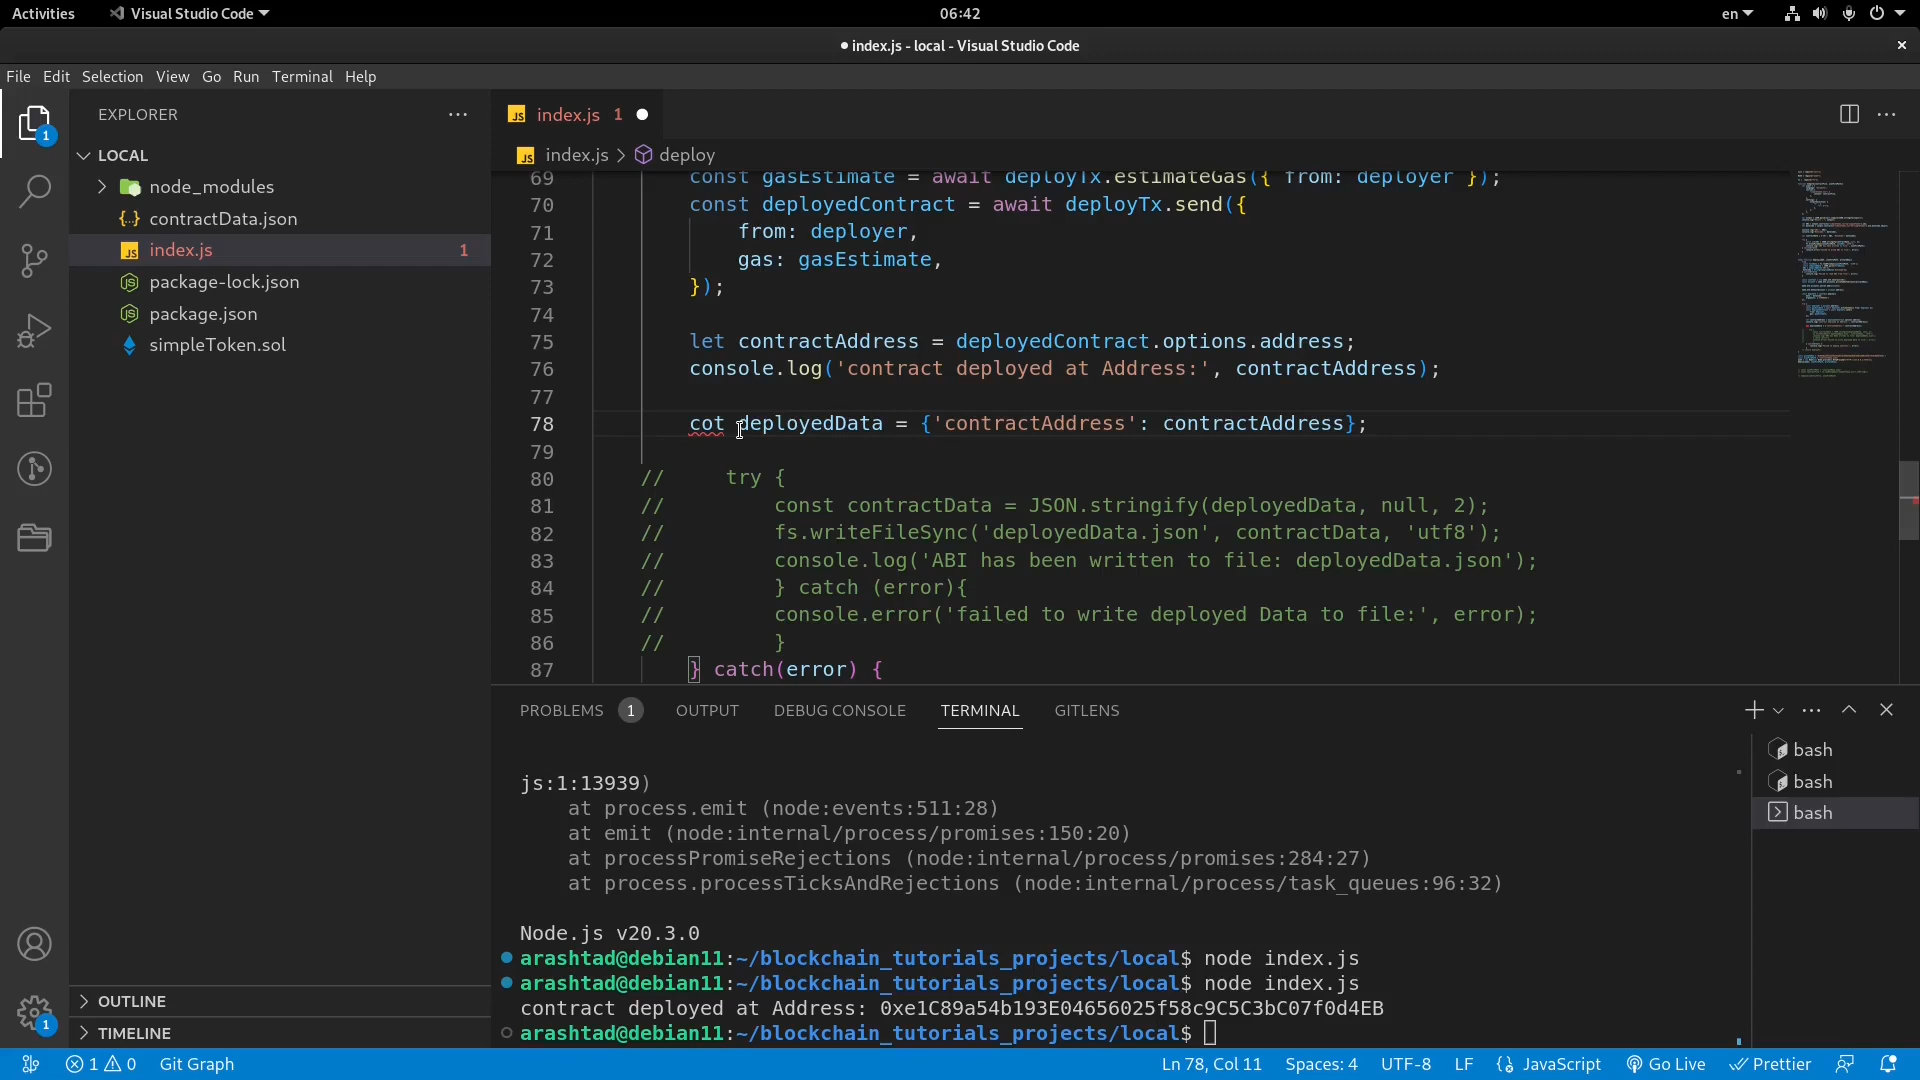 Activities
Visual Studio Code
06:42
en
● index.js - local - Visual Studio Code
File Edit Selection View Go Run Terminal Help
EXPLORER
LOCAL
node_modules
contractData.json
index.js 1
package-lock.json
package.json
simpleToken.sol
OUTLINE
TIMELINE
1
1
index.js 1
index.js > deploy
69 const gasEstimate = await deployTx.estimateGas({ from: deployer });
70 const deployedContract = await deployTx.send({
71 from: deployer,
72 gas: gasEstimate,
73 });
74
75 let contractAddress = deployedContract.options.address;
76 console.log('contract deployed at Address:', contractAddress);
77
78 cot deployedData = {'contractAddress': contractAddress};
79
80 // try {
81 // const contractData = JSON.stringify(deployedData, null, 2);
82 // fs.writeFileSync('deployedData.json', contractData, 'utf8');
83 // console.log('ABI has been written to file: deployedData.json');
84 // } catch (error){
85 // console.error('failed to write deployed Data to file:', error);
86 // }
87 } catch(error) {
PROBLEMS 1 OUTPUT DEBUG CONSOLE TERMINAL GITLENS
js:1:13939)
at process.emit (node:events:511:28)
at emit (node:internal/process/promises:150:20)
at processPromiseRejections (node:internal/process/promises:284:27)
at process.processTicksAndRejections (node:internal/process/task_queues:96:32)
Node.js v20.3.0
arashtad@debian11:~/blockchain_tutorials_projects/local$ node index.js
arashtad@debian11:~/blockchain_tutorials_projects/local$ node index.js
contract deployed at Address: 0xe1C89a54b193E04656025f58c9C5C3bC07f0d4EB
arashtad@debian11:~/blockchain_tutorials_projects/local$
bash
bash
bash
1 0 Git Graph
Ln 78, Col 11 Spaces: 4 UTF-8 LF {} JavaScript Go Live Prettier